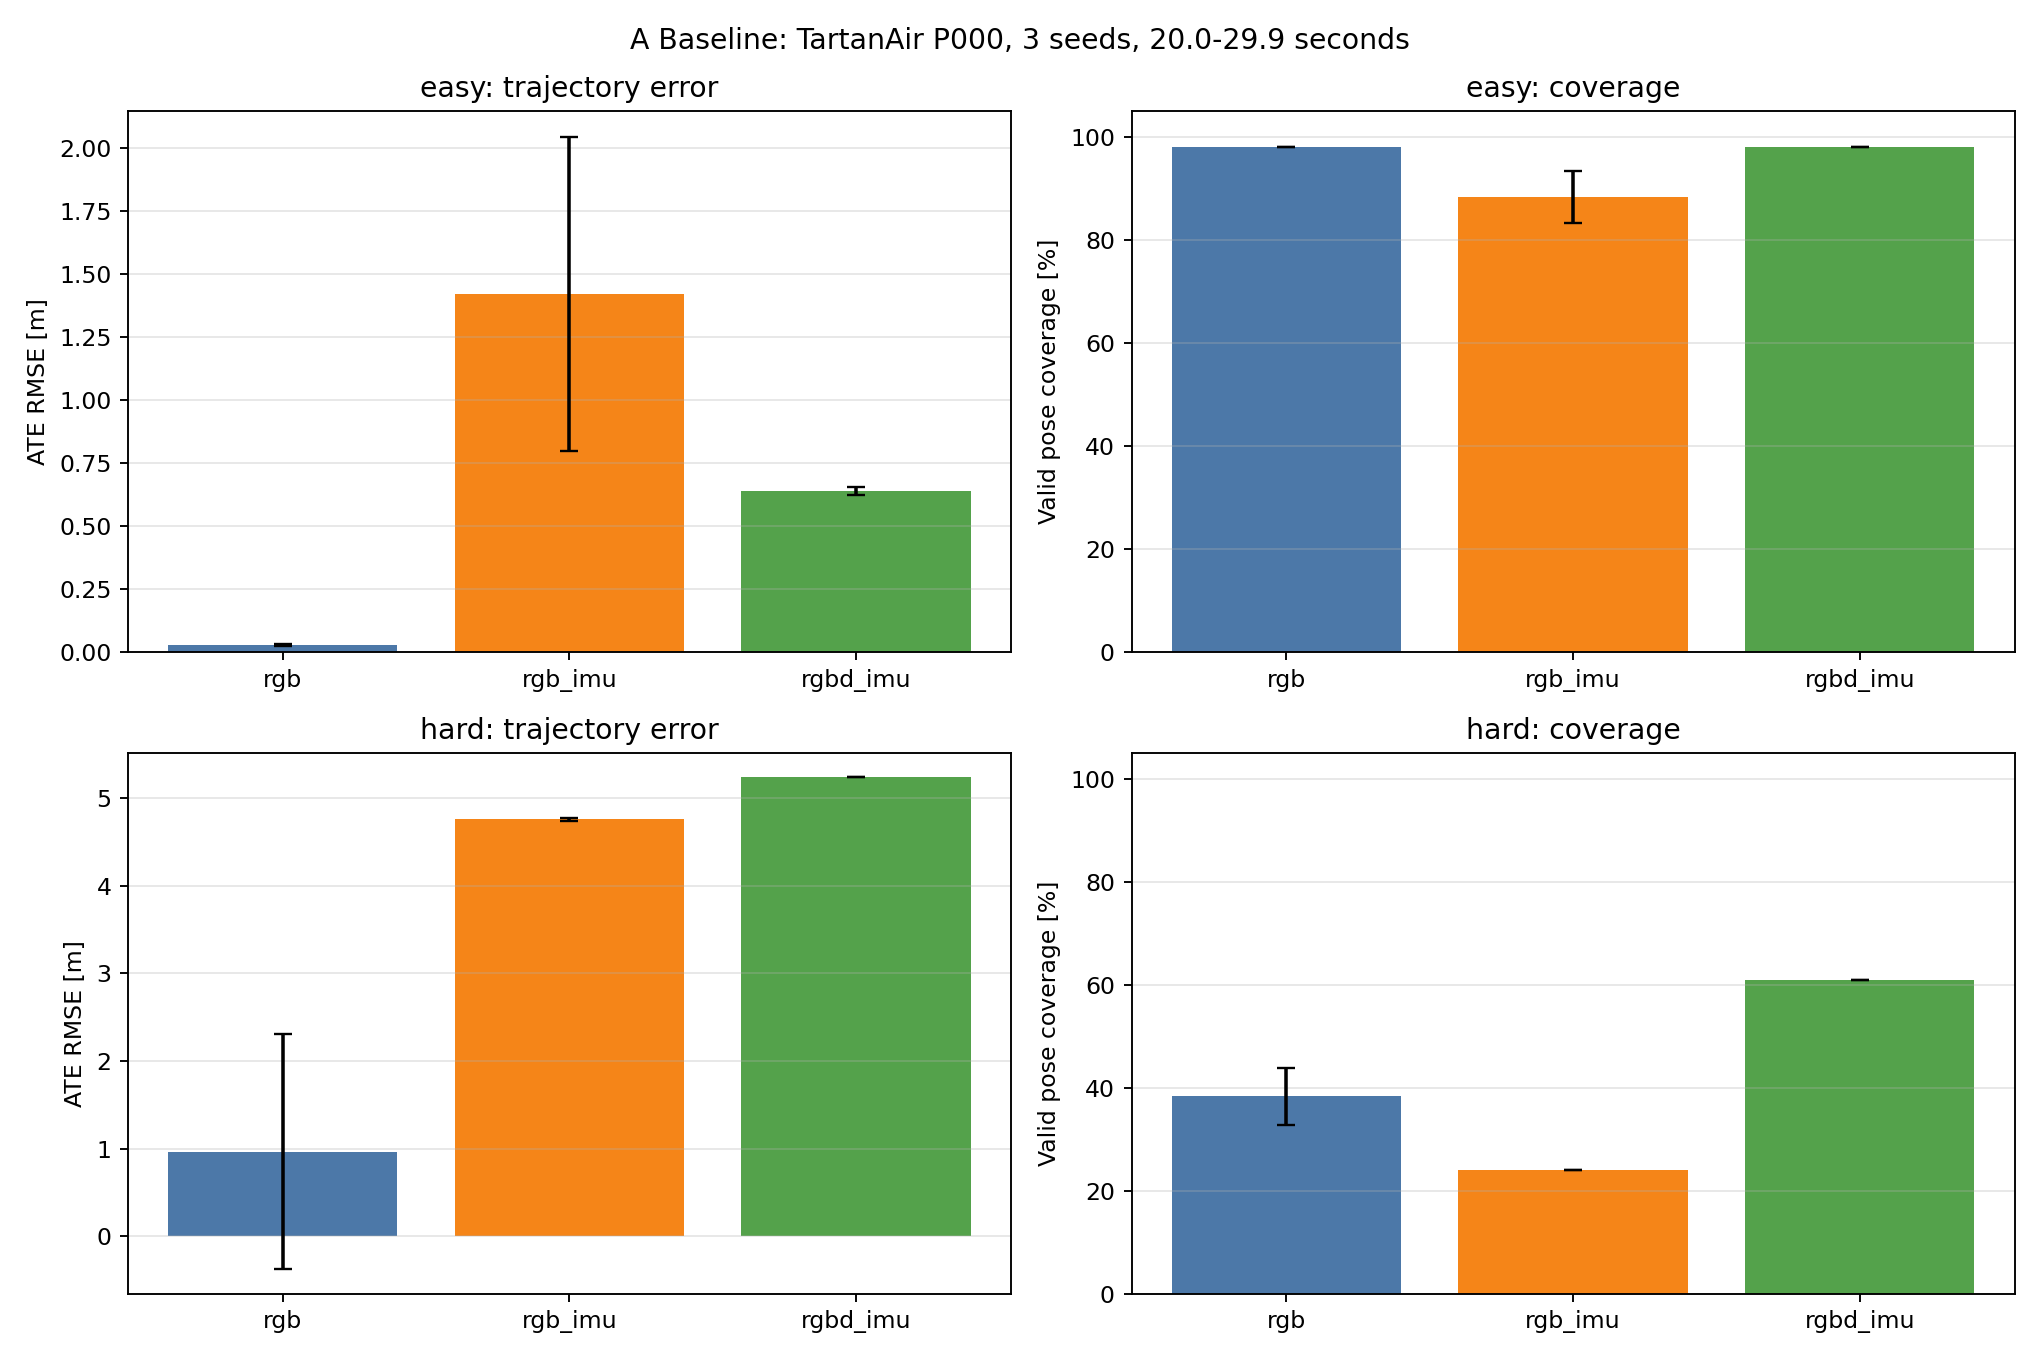 A Baseline: TartanAir P000, 3 seeds, 20.0-29.9 seconds
easy: trajectory error
ATE RMSE [m]
2.00
1.75
1.50
1.25
1.00
0.75
0.50
0.25
0.00
rgb rgb_imu rgbd_imu
easy: coverage
Valid pose coverage [%]
100
80
60
40
20
0
rgb rgb_imu rgbd_imu
hard: trajectory error
ATE RMSE [m]
5
4
3
2
1
0
rgb rgb_imu rgbd_imu
hard: coverage
Valid pose coverage [%]
100
80
60
40
20
0
rgb rgb_imu rgbd_imu